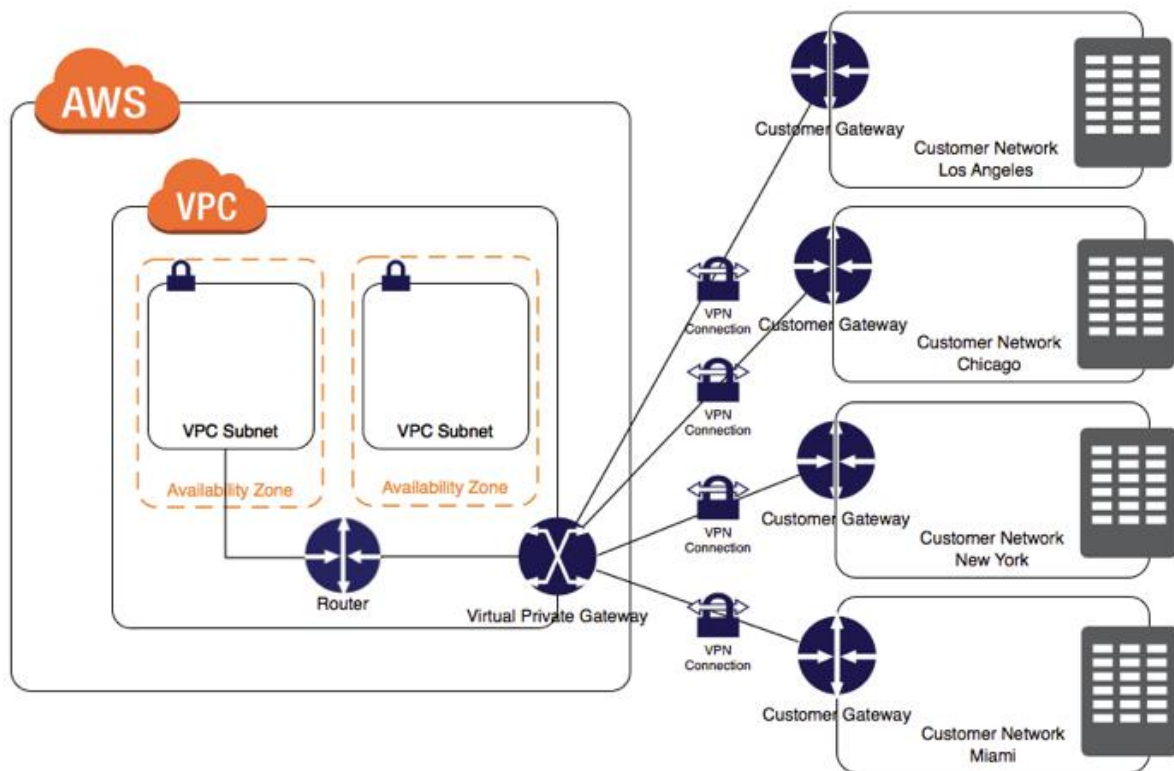 AWS
VPC
VPC Subnet
Availability Zone
VPC Subnet
Availability Zone
Router
Virtual Private Gateway
VPN
Connection
VPN
Connection
VPN
Connection
VPN
Connection
Customer Gateway
Customer Network
Los Angeles
Customer Gateway
Customer Network
Chicago
Customer Gateway
Customer Network
New York
Customer Gateway
Customer Network
Miami